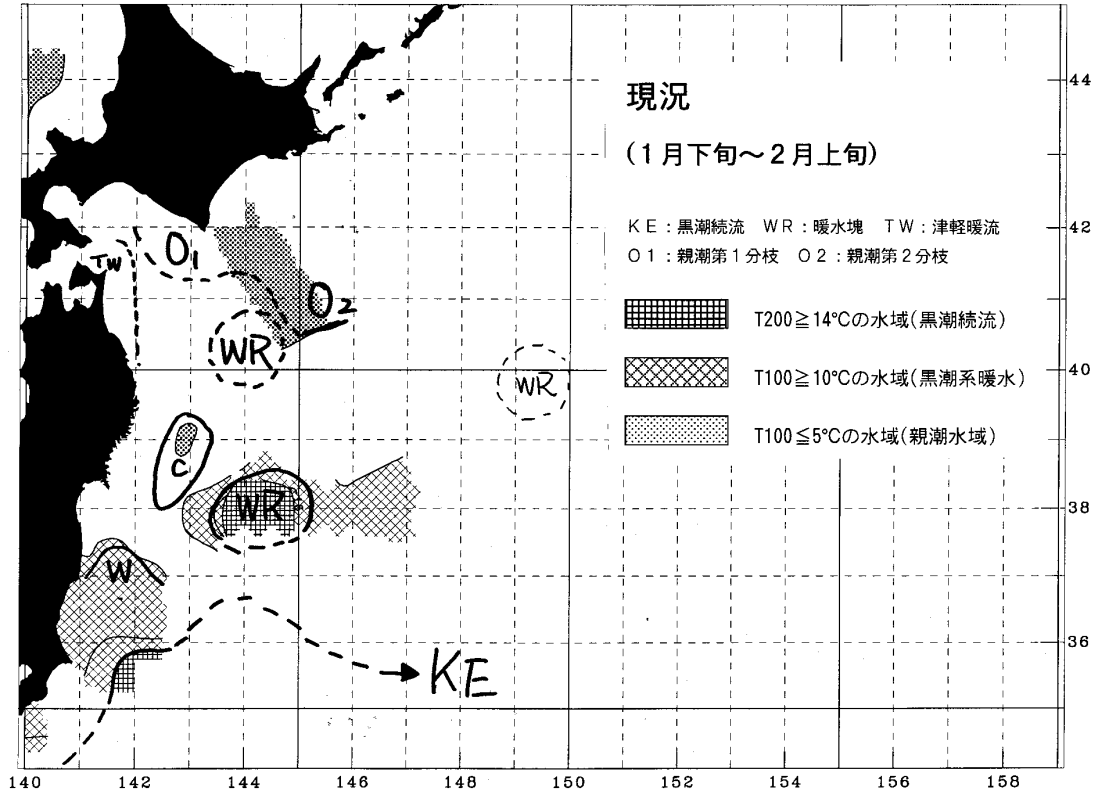 現況
(1月下旬～2月上旬)
KE：黒潮続流 WR：暖水塊 TW：津軽暖流
O1：親潮第1分枝 O2：親潮第2分枝
T200≧14℃の水域(黒潮続流)
T100≧10℃の水域(黒潮系暖水)
T100≦5℃の水域(親潮水域)
44
42
40
38
36
O1
TW
O2
WR
WR
C
WR
W
KE
140 142 144 146 148 150 152 154 156 158